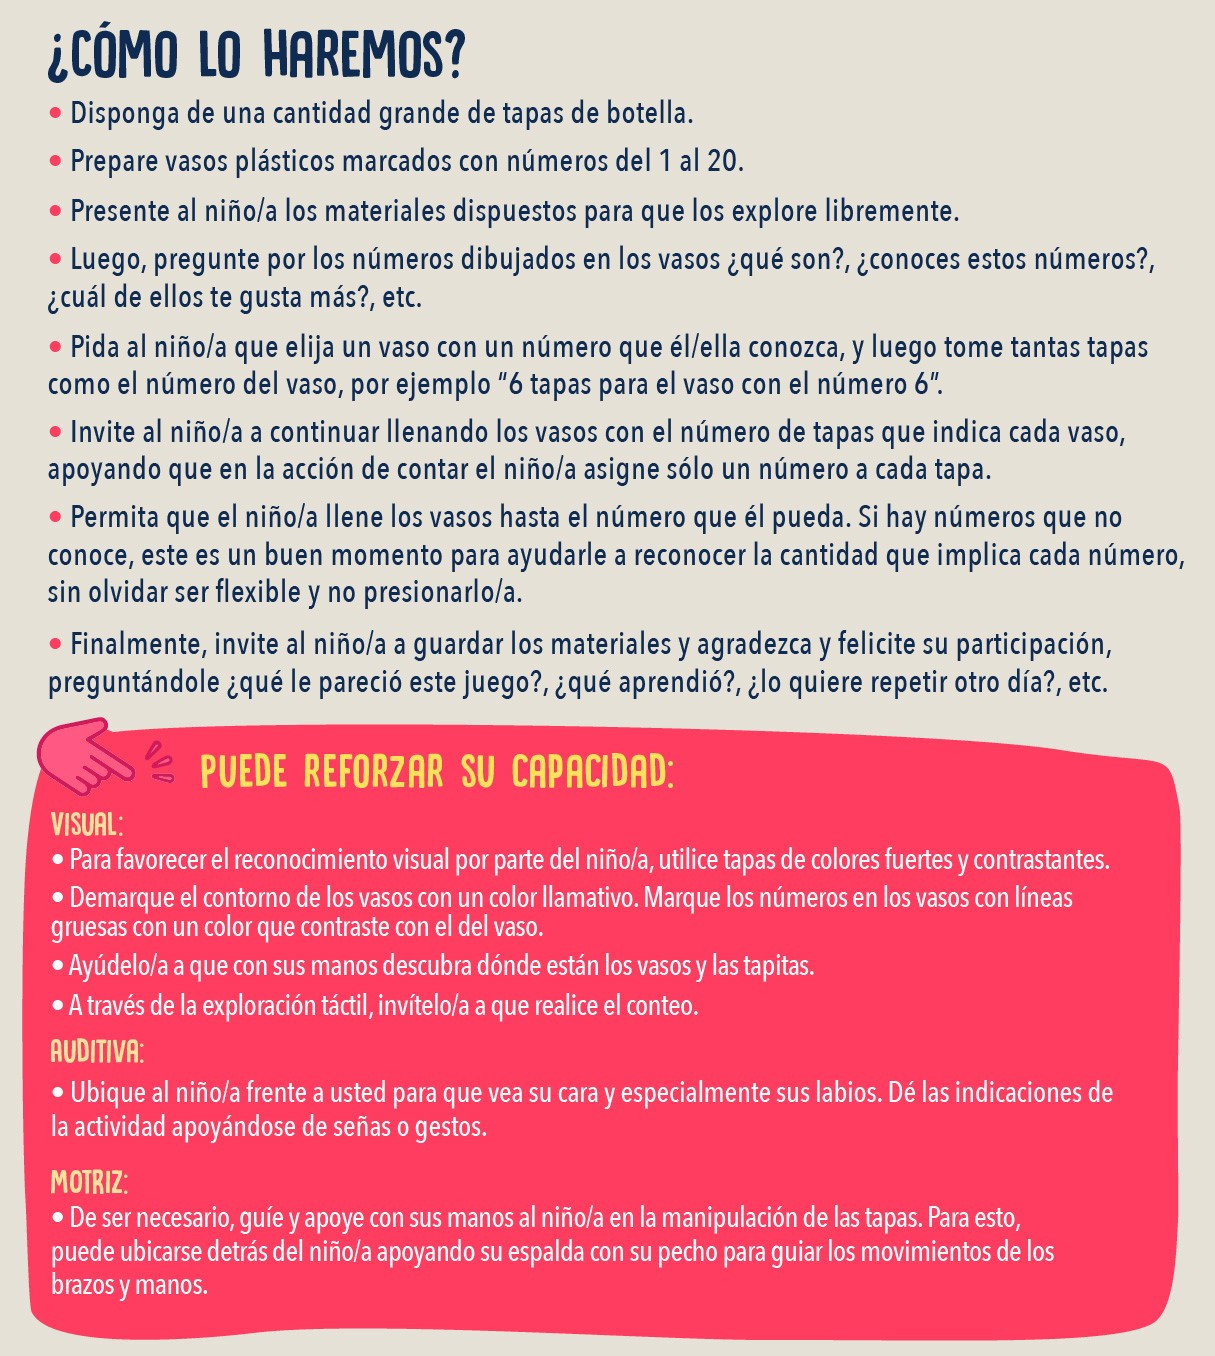 ¿CÓMO LO HAREMOS?
• Disponga de una cantidad grande de tapas de botella.
• Prepare vasos plásticos marcados con números del 1 al 20.
• Presente al niño/a los materiales dispuestos para que los explore libremente.
• Luego, pregunte por los números dibujados en los vasos ¿qué son?, ¿conoces estos números?,
¿cuál de ellos te gusta más?, etc.
• Pida al niño/a que elija un vaso con un número que él/ella conozca, y luego tome tantas tapas
como el número del vaso, por ejemplo “6 tapas para el vaso con el número 6”.
• Invite al niño/a a continuar llenando los vasos con el número de tapas que indica cada vaso,
apoyando que en la acción de contar el niño/a asigne sólo un número a cada tapa.
• Permita que el niño/a llene los vasos hasta el número que él pueda. Si hay números que no
conoce, este es un buen momento para ayudarle a reconocer la cantidad que implica cada número,
sin olvidar ser flexible y no presionarlo/a.
• Finalmente, invite al niño/a a guardar los materiales y agradezca y felicite su participación,
preguntándole ¿qué le pareció este juego?, ¿qué aprendió?, ¿lo quiere repetir otro día?, etc.
PUEDE REFORZAR SU CAPACIDAD:
VISUAL:
• Para favorecer el reconocimiento visual por parte del niño/a, utilice tapas de colores fuertes y contrastantes.
• Demarque el contorno de los vasos con un color llamativo. Marque los números en los vasos con líneas
gruesas con un color que contraste con el del vaso.
• Ayúdelo/a a que con sus manos descubra dónde están los vasos y las tapitas.
• A través de la exploración táctil, invítelo/a a que realice el conteo.
AUDITIVA:
• Ubique al niño/a frente a usted para que vea su cara y especialmente sus labios. Dé las indicaciones de
la actividad apoyándose de señas o gestos.
MOTRIZ:
• De ser necesario, guíe y apoye con sus manos al niño/a en la manipulación de las tapas. Para esto,
puede ubicarse detrás del niño/a apoyando su espalda con su pecho para guiar los movimientos de los
brazos y manos.